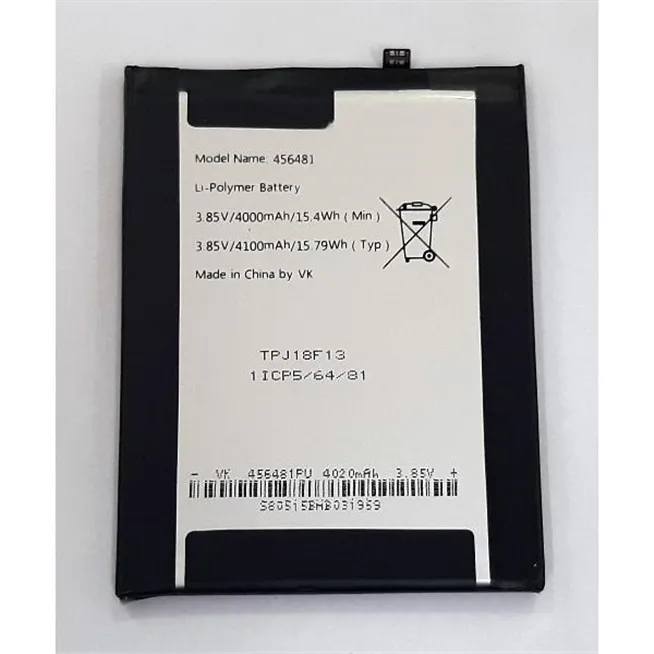 Model Name: 456481
Li-Polymer Battery
3.85V/4000mAh/15.4Wh ( Min )
3.85V/4100mAh/15.79Wh ( Typ )
Made in China by VK
TPJ18F13
1ICP5/64/81
- VK 456481PU 4020mAh 3.85V +
S80515BHB031959